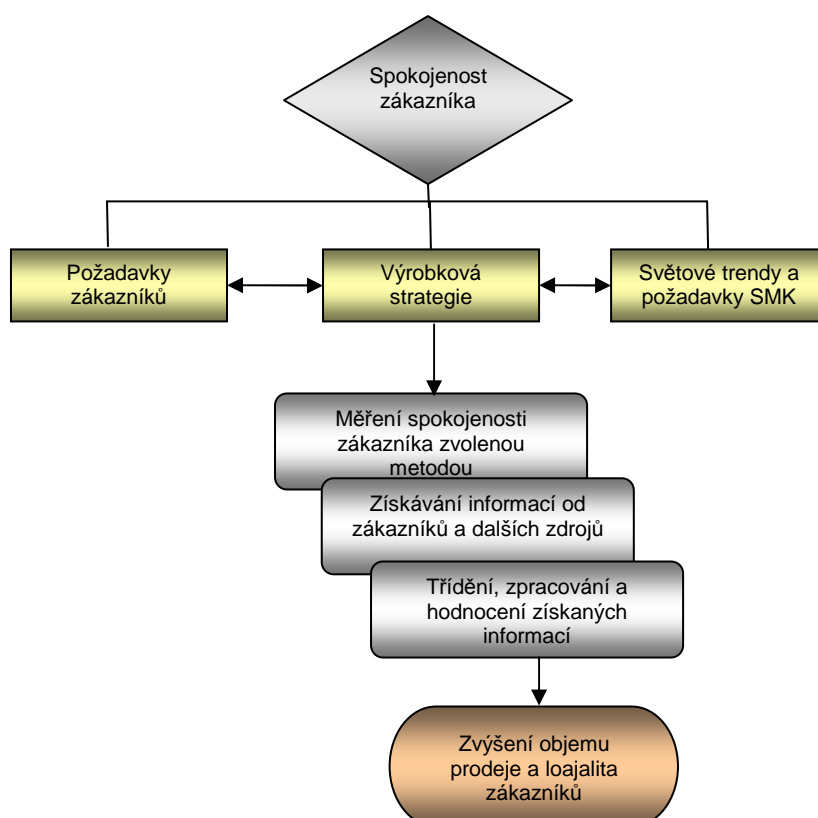 Spokojenost
zákazníka
Požadavky
zákazníků
Výrobková
strategie
Světové trendy a
požadavky SMK
Měření spokojenosti
zákazníka zvolenou
metodou
Získávání informací od
zákazníků a dalších zdrojů
Třídění, zpracování a
hodnocení získaných
informací
Zvýšení objemu
prodeje a loajalita
zákazníků